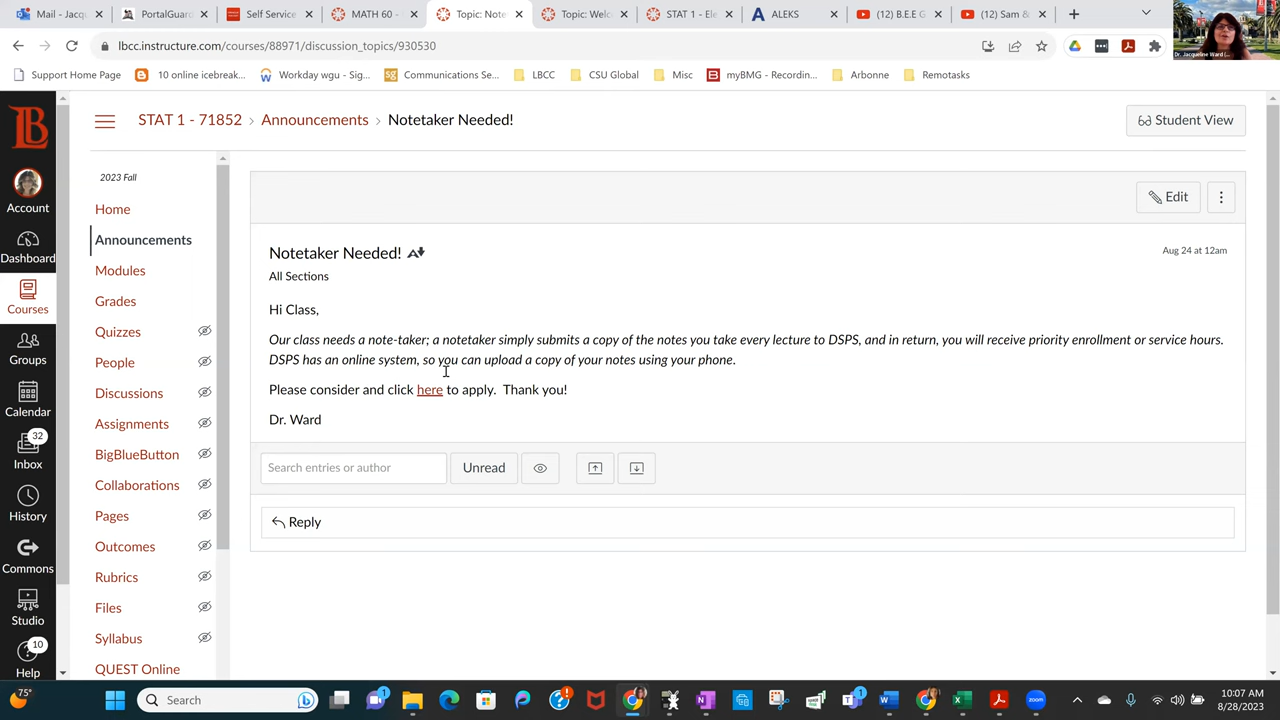 Mail - Jacqu
PortalGuard
Self Service
MATH 60 -
Topic: Note
Topic: Welc
STAT 1 - Ele
ALEKS
(12) B.E.E G
(12) Sam &
lbcc.instructure.com/courses/88971/discussion_topics/930530
Dr. Jacqueline Ward (...
Support Home Page
10 online icebreak...
Workday wgu - Sig...
Communications Se...
LBCC
CSU Global
Misc
myBMG - Recordin...
Arbonne
Remotasks
STAT 1 - 71852 › Announcements › Notetaker Needed!
Student View
2023 Fall
Account
Dashboard
Courses
Groups
Calendar
32
Inbox
History
Commons
Studio
10
Help
Home
Announcements
Modules
Grades
Quizzes
People
Discussions
Assignments
BigBlueButton
Collaborations
Pages
Outcomes
Rubrics
Files
Syllabus
QUEST Online
Edit
Notetaker Needed!
Aug 24 at 12am
All Sections
Hi Class,
Our class needs a note-taker; a notetaker simply submits a copy of the notes you take every lecture to DSPS, and in return, you will receive priority enrollment or service hours.
DSPS has an online system, so you can upload a copy of your notes using your phone.
Please consider and click here to apply.  Thank you!
Dr. Ward
Search entries or author
Unread
Reply
75°
Search
10:07 AM
8/28/2023